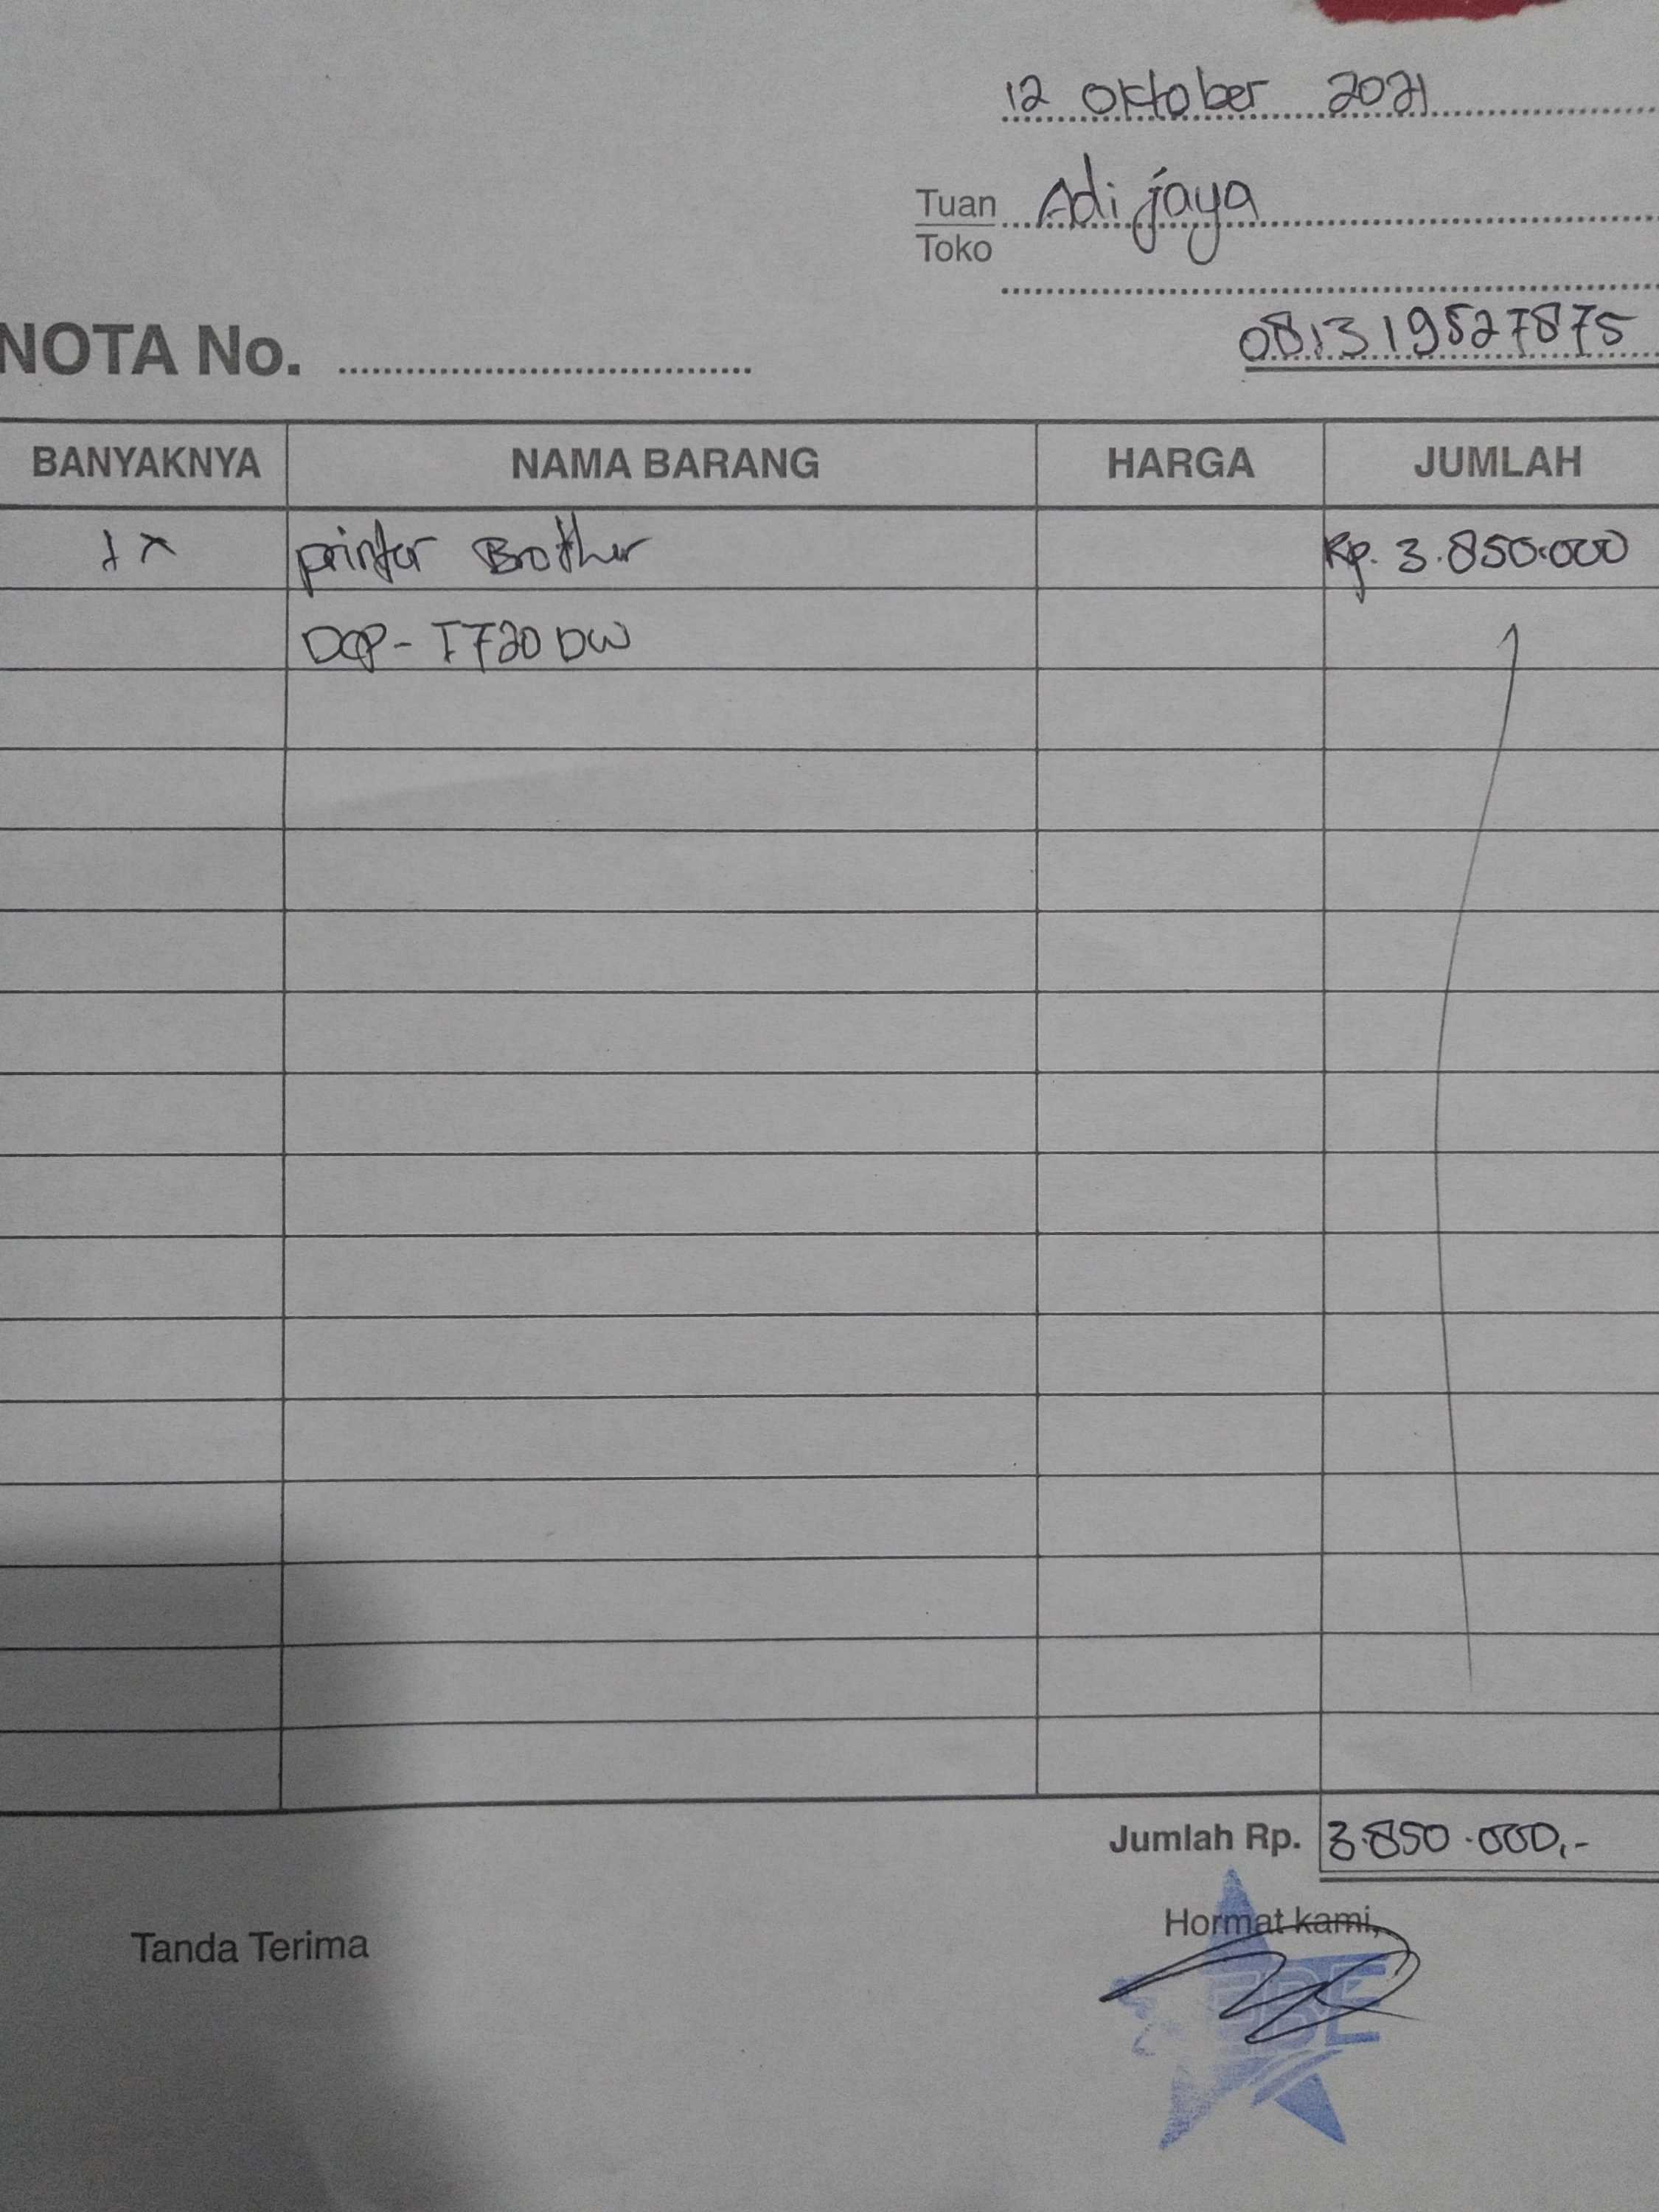 12 Oktober 2021
Tuan Adi jaya
Toko
NOTA No. 081319527875
BANYAKNYA NAMA BARANG HARGA JUMLAH
1 x printer Brother Rp. 3.850.000
DCP- T720 DW
Jumlah Rp. 3.850.000,-
Tanda Terima Hormat kami,